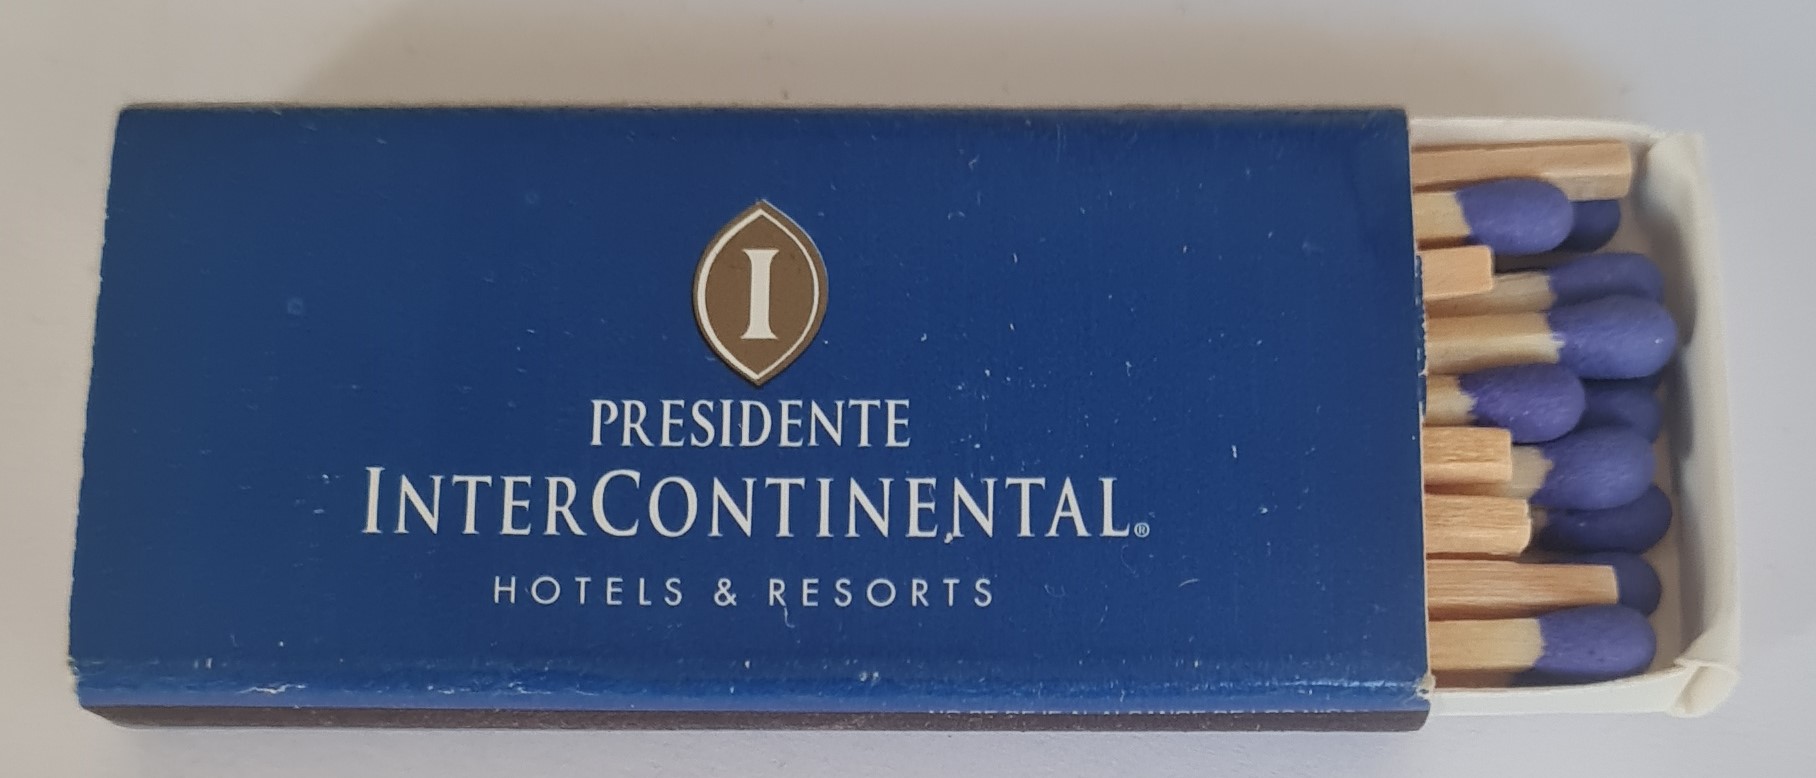 I
PRESIDENTE
INTERCONTINENTAL®
HOTELS & RESORTS